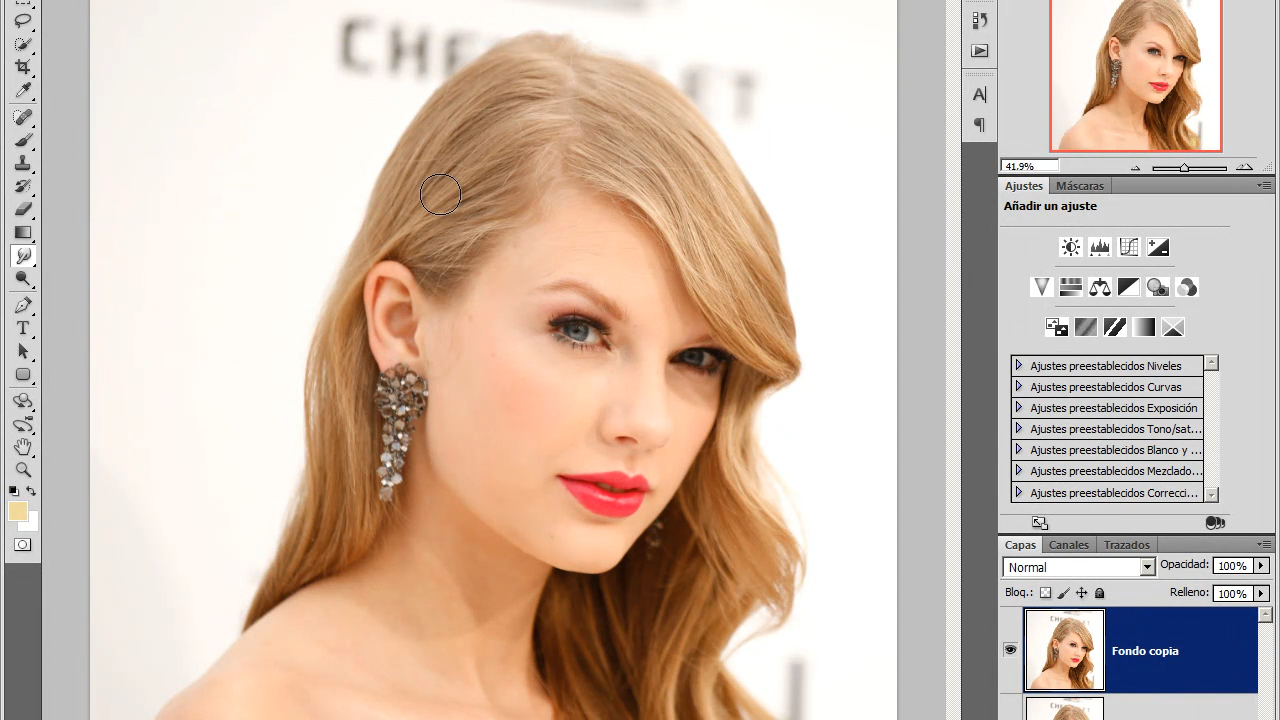 CHEVROLET
41.9%
Ajustes Máscaras
Añadir un ajuste
Ajustes preestablecidos Niveles
Ajustes preestablecidos Curvas
Ajustes preestablecidos Exposición
Ajustes preestablecidos Tono/sat...
Ajustes preestablecidos Blanco y ...
Ajustes preestablecidos Mezclado...
Ajustes preestablecidos Correcci...
Capas Canales Trazados
Normal Opacidad: 100%
Bloq.: Relleno: 100%
Fondo copia